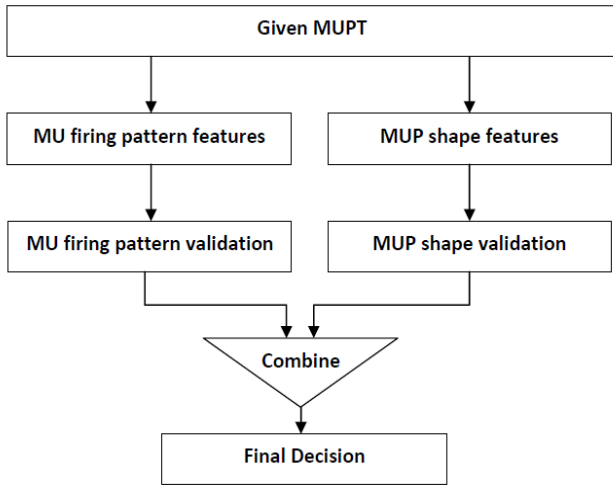 Given MUPT
MU firing pattern features
MUP shape features
MU firing pattern validation
MUP shape validation
Combine
Final Decision